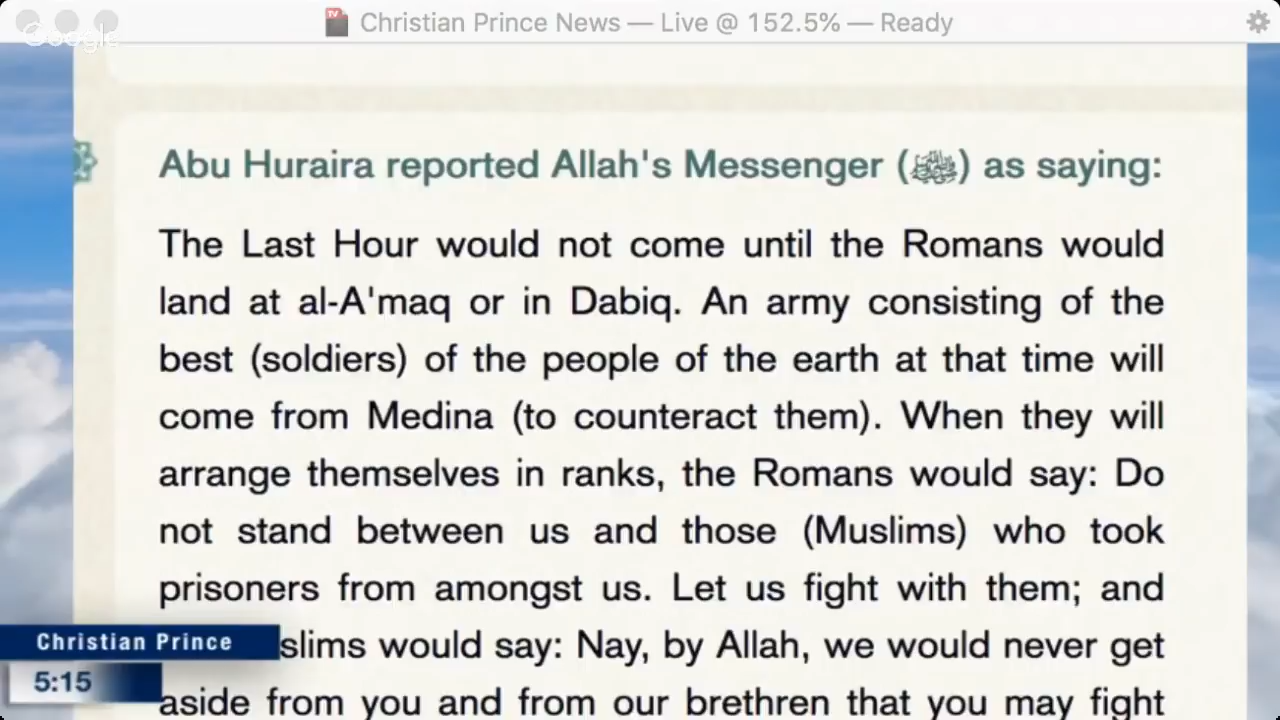 Christian Prince News — Live @ 152.5% — Ready
Google
Abu Huraira reported Allah's Messenger (ﷺ) as saying:
The Last Hour would not come until the Romans would
land at al-A'maq or in Dabiq. An army consisting of the
best (soldiers) of the people of the earth at that time will
come from Medina (to counteract them). When they will
arrange themselves in ranks, the Romans would say: Do
not stand between us and those (Muslims) who took
prisoners from amongst us. Let us fight with them; and
slims would say: Nay, by Allah, we would never get
aside from you and from our brethren that you may fight
Christian Prince
5:15